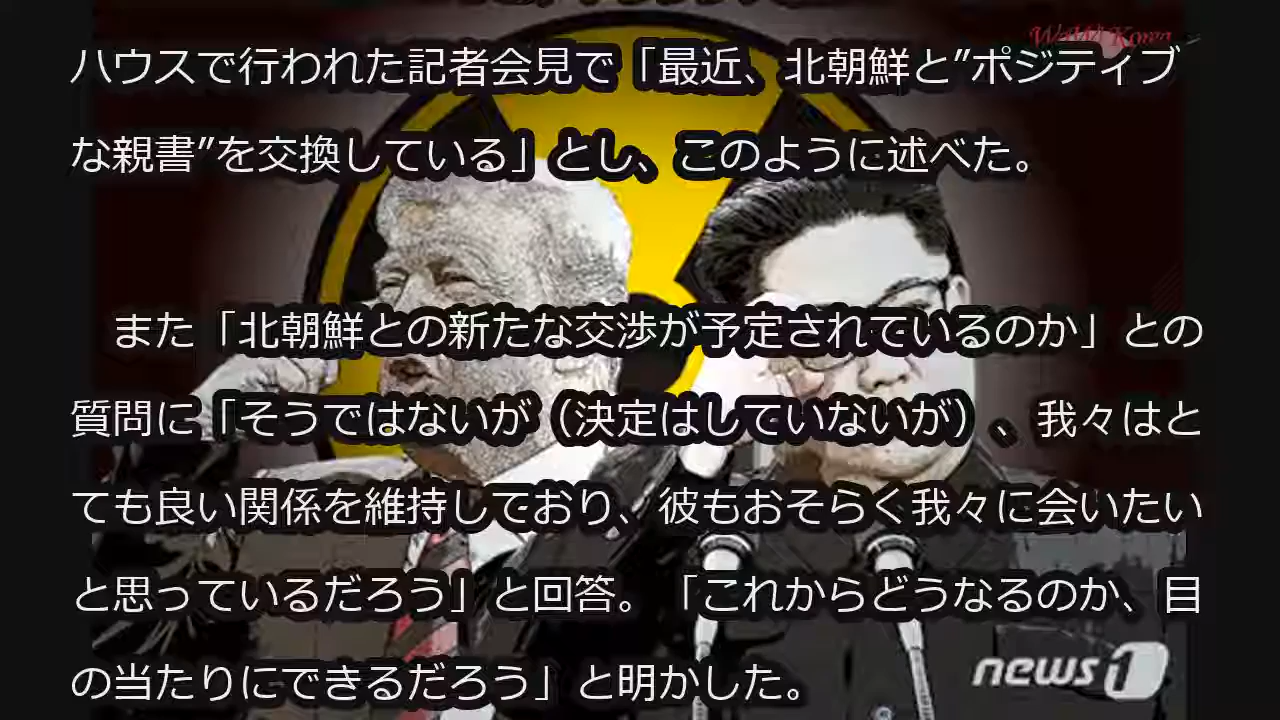 WoW! Korea
ハウスで行われた記者会見で「最近、北朝鮮と”ポジティブ
な親書”を交換している」とし、このように述べた。
また「北朝鮮との新たな交渉が予定されているのか」との
質問に「そうではないが（決定はしていないが）、我々はと
ても良い関係を維持しており、彼もおそらく我々に会いたい
と思っているだろう」と回答。「これからどうなるのか、目
の当たりにできるだろう」と明かした。
news1